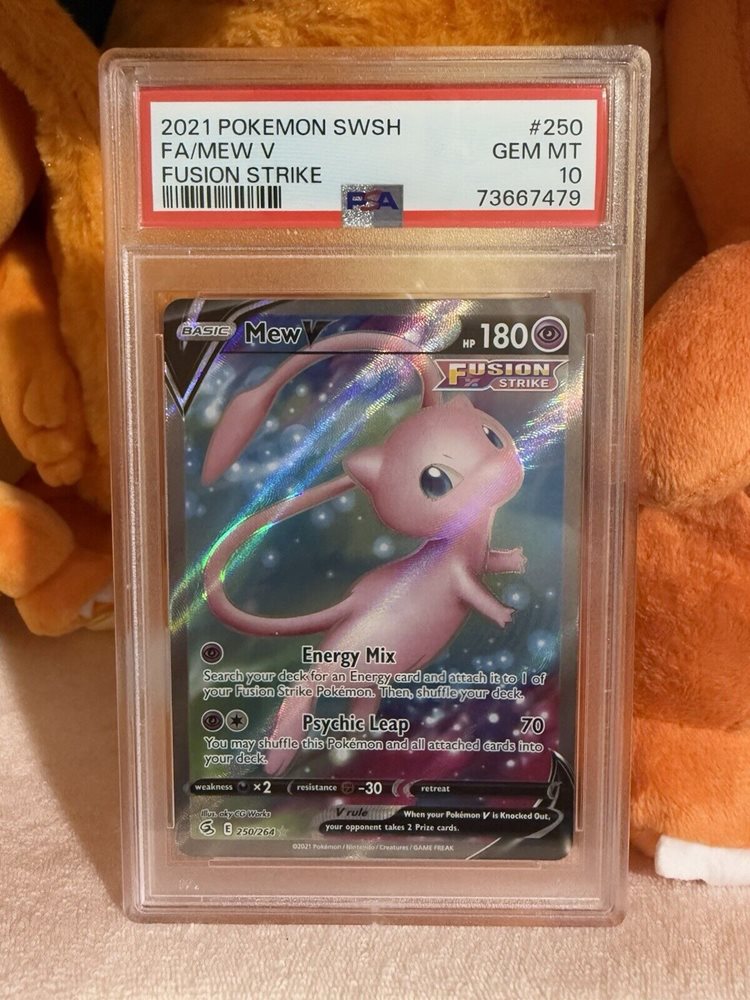 2021 POKEMON SWSH #250
FA/MEW V GEM MT
FUSION STRIKE 10
PSA 73667479
BASIC Mew V HP 180
FUSION
STRIKE
Energy Mix
Search your deck for an Energy card and attach it to 1 of
your Fusion Strike Pokémon. Then, shuffle your deck.
Psychic Leap 70
You may shuffle this Pokémon and all attached cards into
your deck.
weakness ×2 resistance -30 retreat
Illus. aky CG Works
V rule When your Pokémon V is Knocked Out,
your opponent takes 2 Prize cards.
E 250/264
©2021 Pokémon / Nintendo / Creatures / GAME FREAK